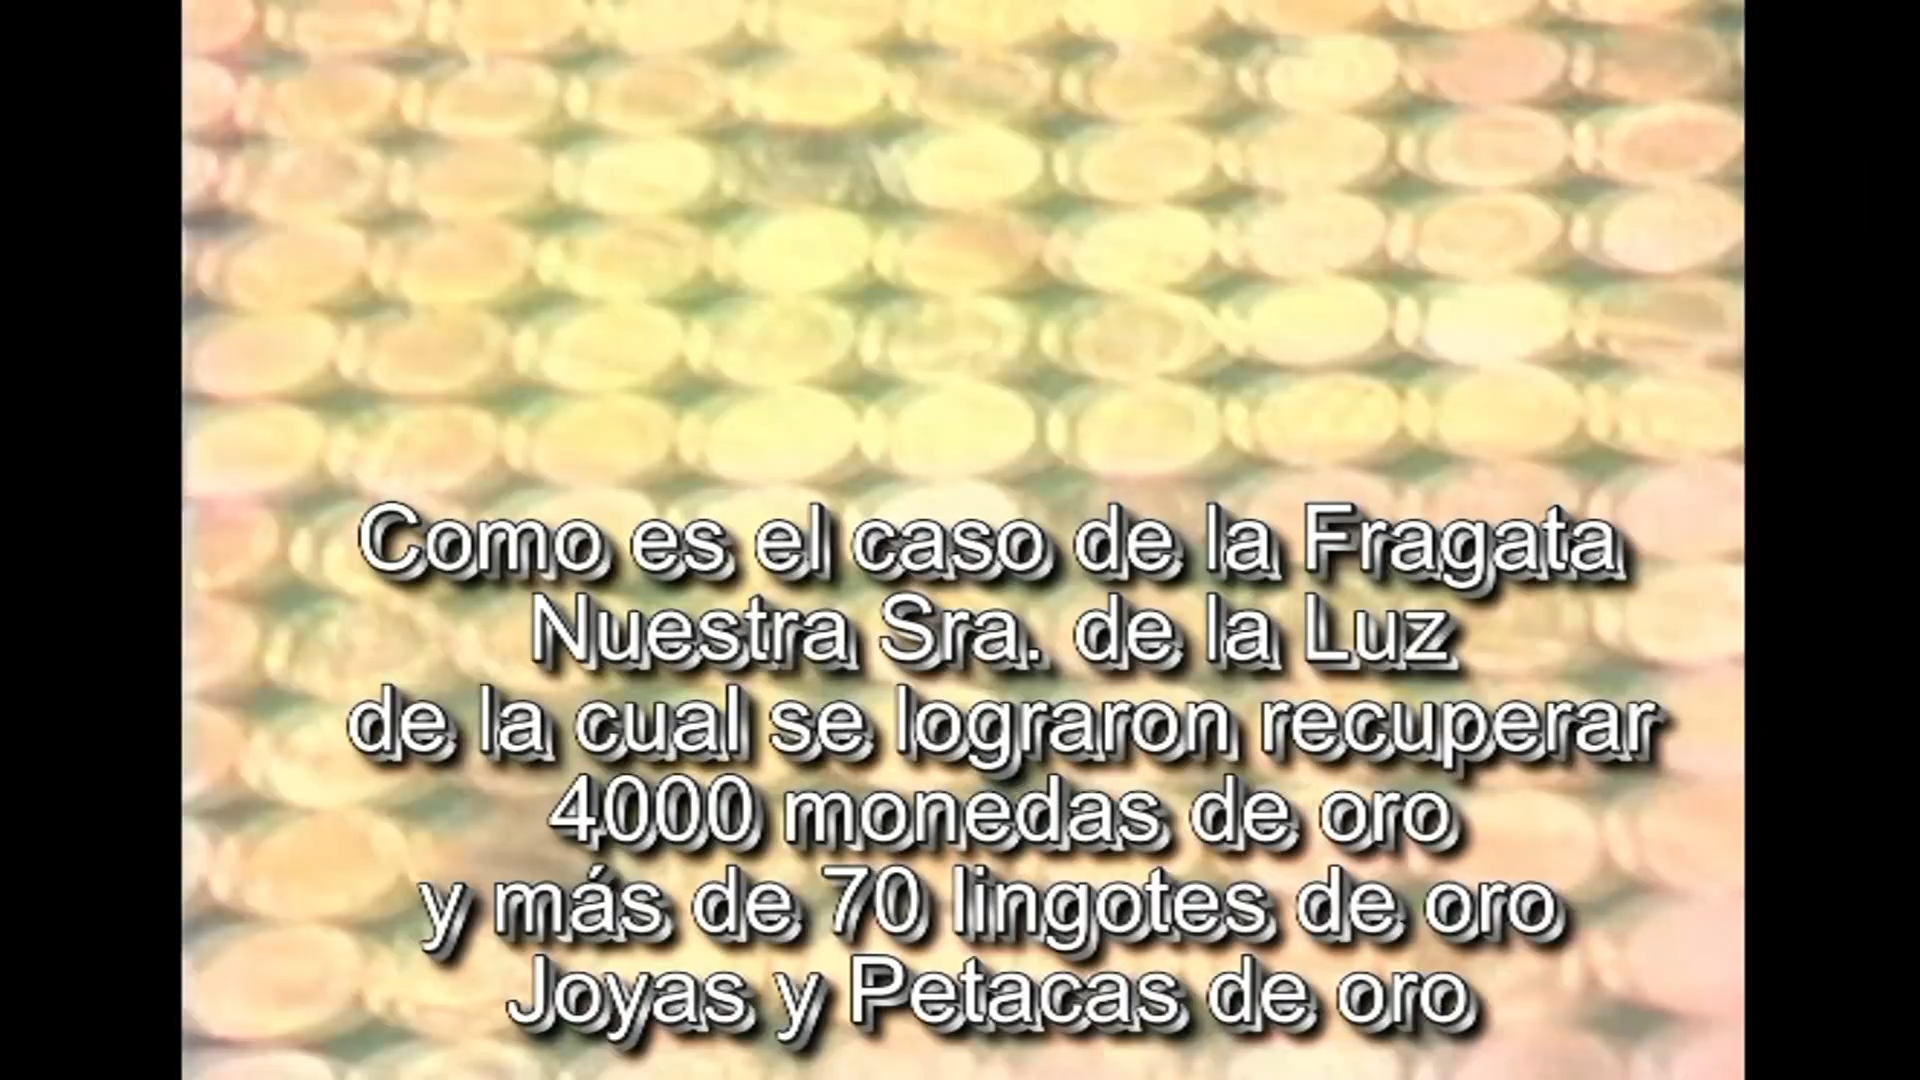 Como es el caso de la Fragata
Nuestra Sra. de la Luz
de la cual se lograron recuperar
4000 monedas de oro
y más de 70 lingotes de oro
Joyas y Petacas de oro